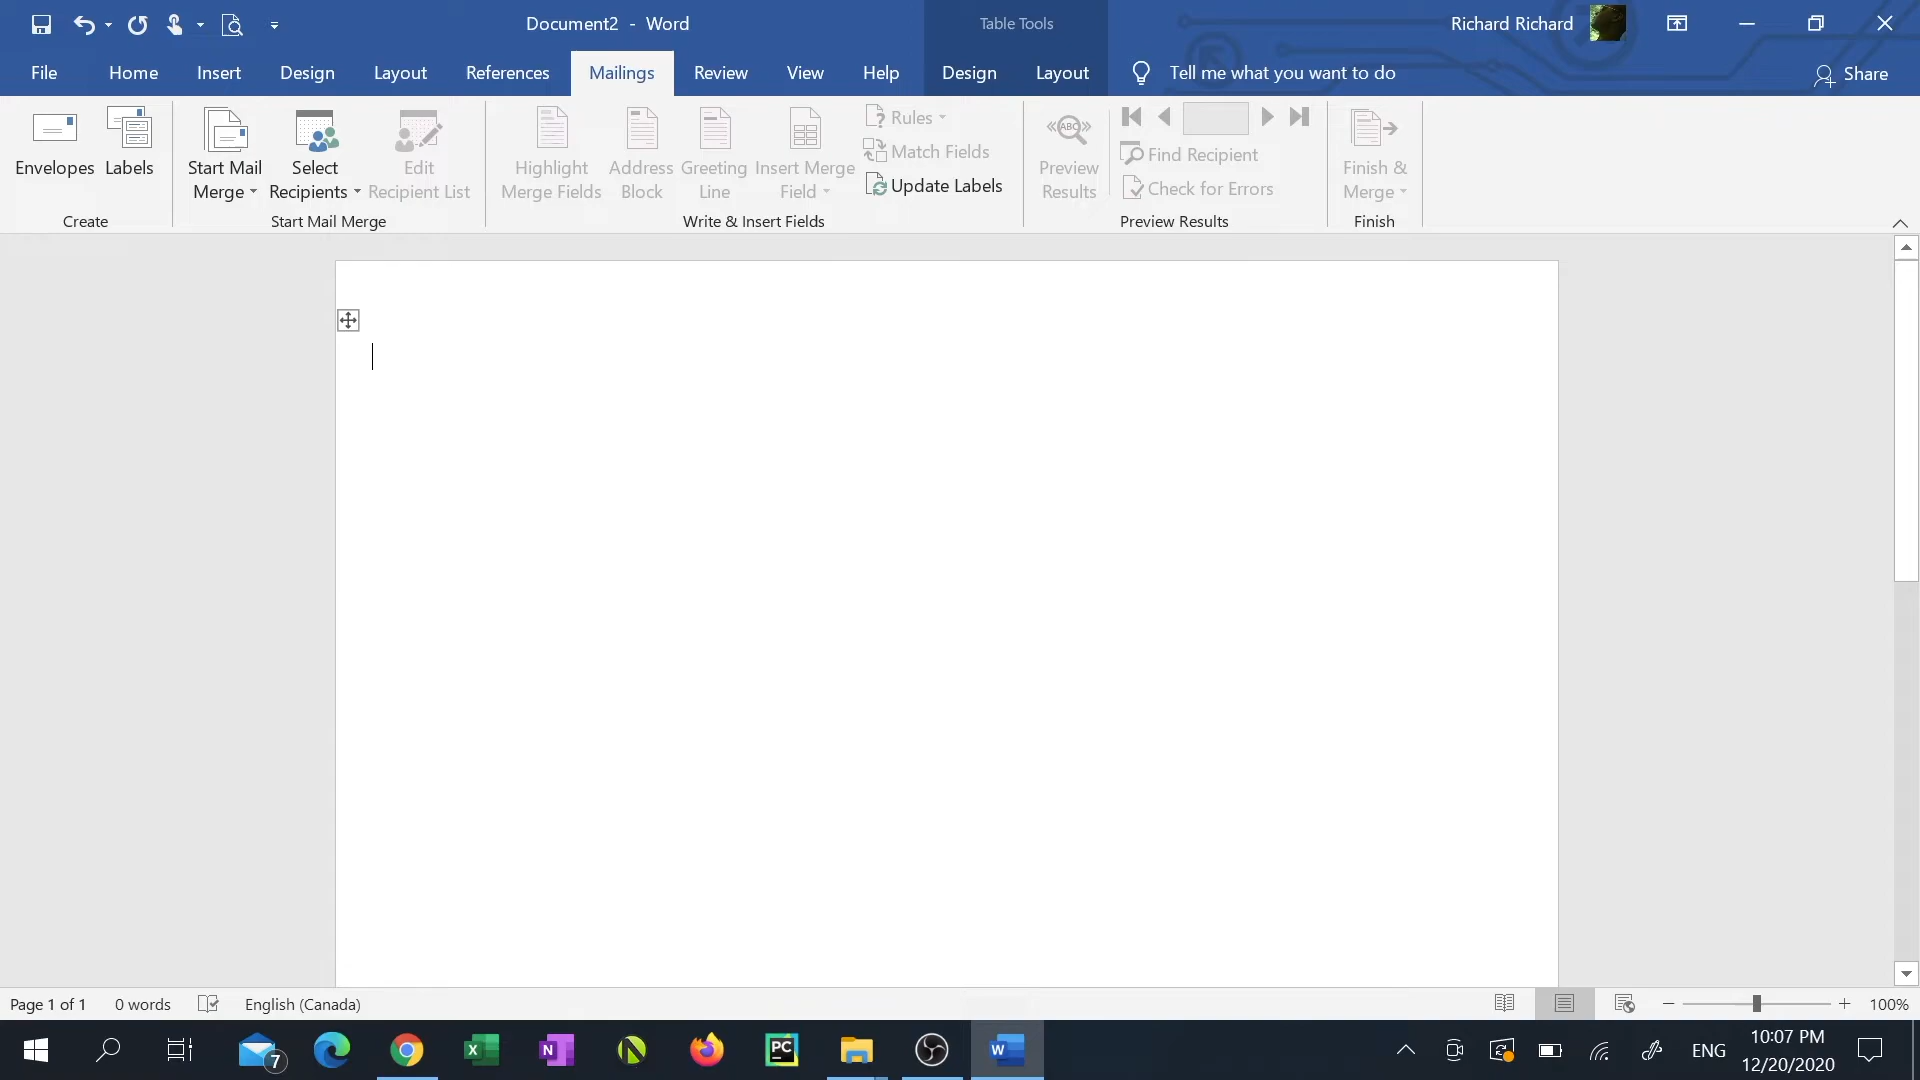 Document2 - Word
Table Tools
Richard Richard
File
Home
Insert
Design
Layout
References
Mailings
Review
View
Help
Design
Layout
Tell me what you want to do
Share
Envelopes
Labels
Create
Start Mail
Merge
Select
Recipients
Edit
Recipient List
Start Mail Merge
Highlight
Merge Fields
Address
Block
Greeting
Line
Insert Merge
Field
Rules
Match Fields
Update Labels
Write & Insert Fields
ABC
Preview
Results
Find Recipient
Check for Errors
Preview Results
Finish &
Merge
Finish
Page 1 of 1
0 words
English (Canada)
100%
7
X
N
PC
W
ENG
10:07 PM
12/20/2020